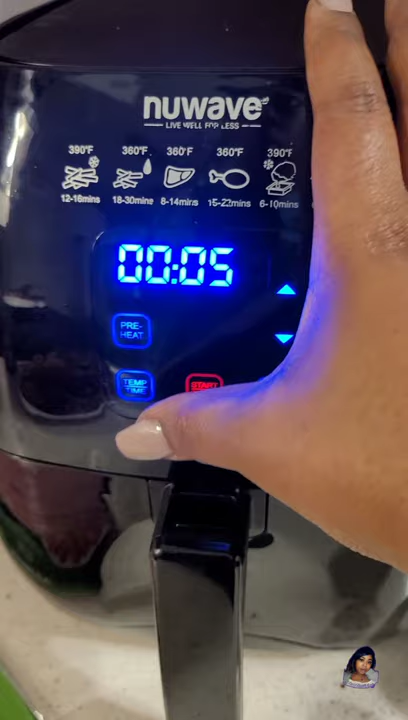 nuwave
LIVE WELL FOR LESS
390°F 360°F 360°F 360°F 390°F
12-16mins 18-30mins 8-14mins 15-22mins 6-10mins
00:05
PRE-
HEAT
TEMP START
TIME